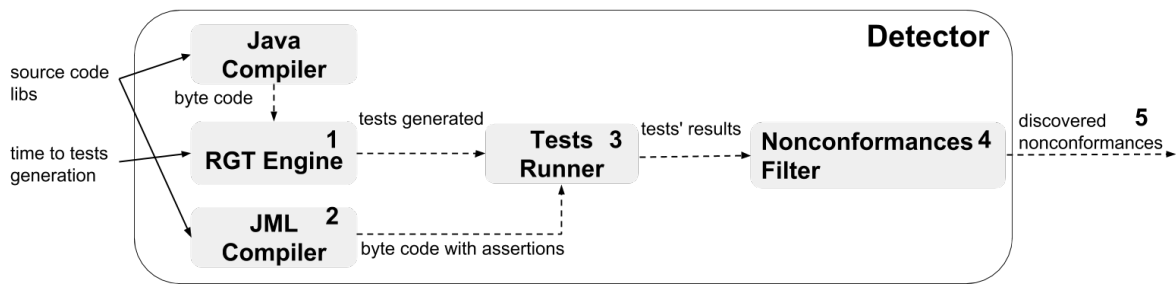 Detector
Java
Compiler
source code
libs
byte code
time to tests
generation
1
RGT Engine
tests generated
Tests 3
Runner
tests' results
Nonconformances 4
Filter
discovered 5
nonconformances
JML 2
Compiler
byte code with assertions